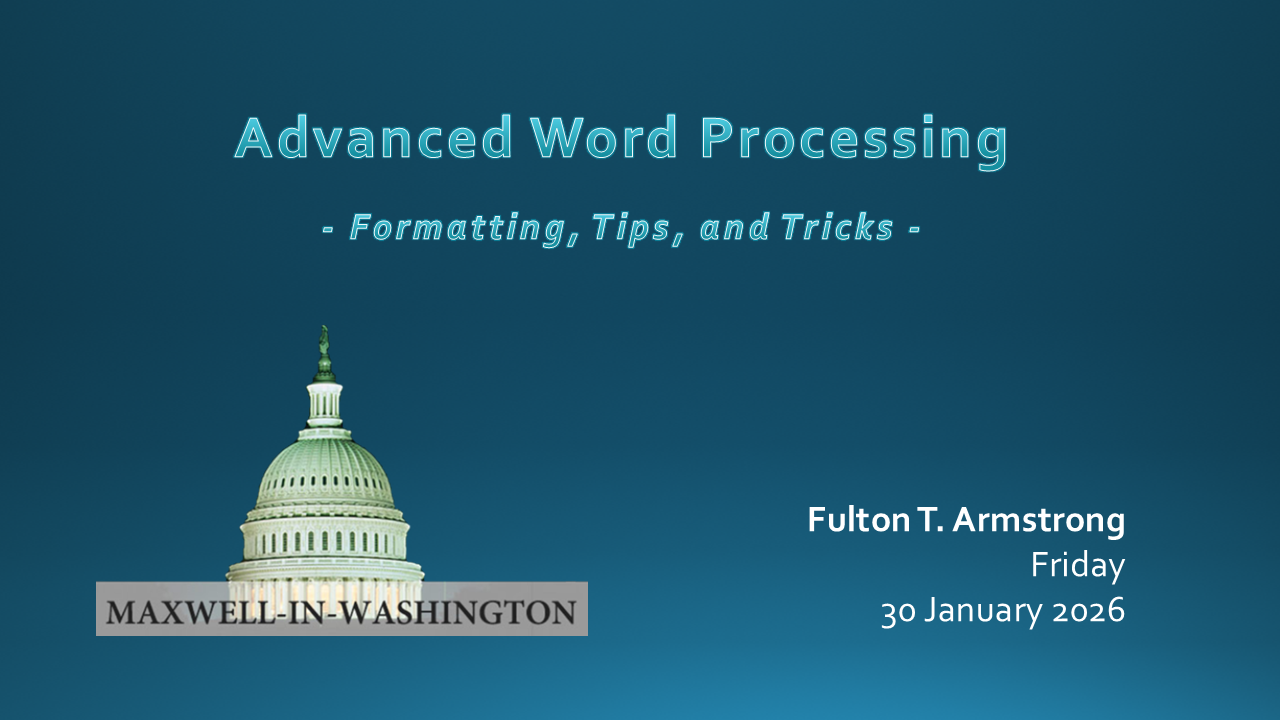 Advanced Word Processing
- Formatting, Tips, and Tricks -
Fulton T. Armstrong
Friday
30 January 2026
MAXWELL-IN-WASHINGTON